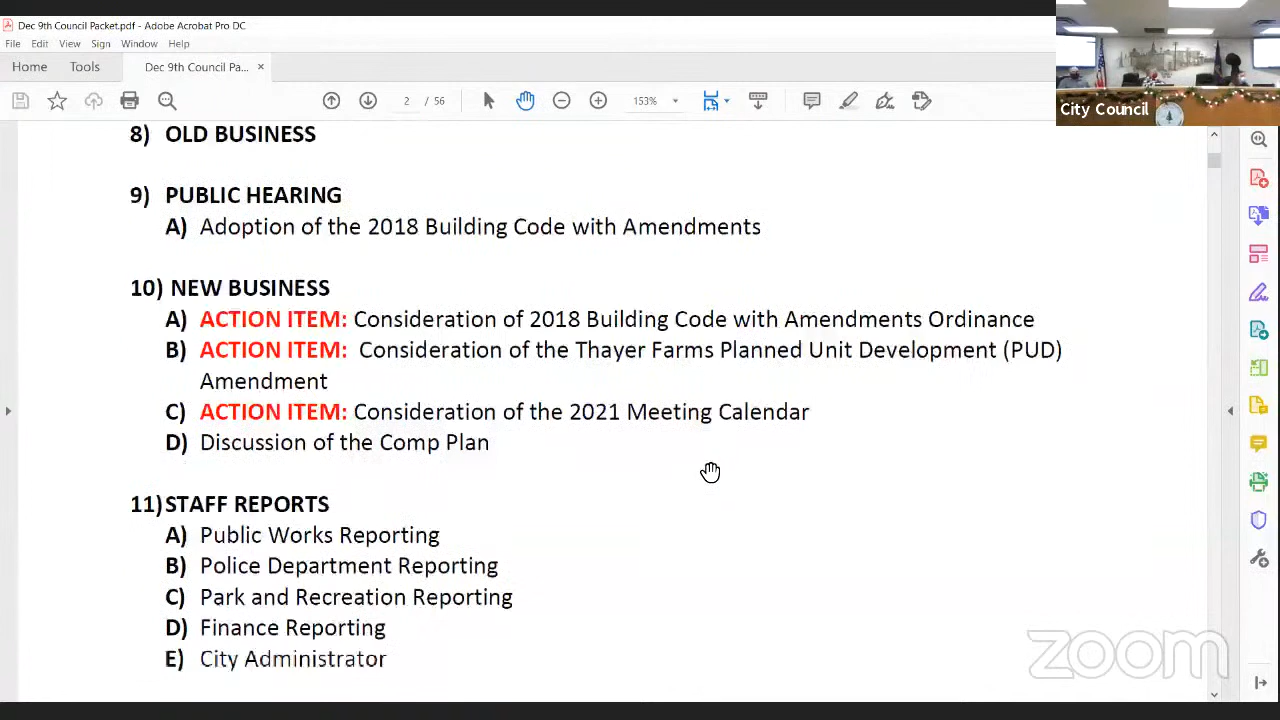 Dec 9th Council Packet.pdf - Adobe Acrobat Pro DC
File Edit View Sign Window Help
Home Tools Dec 9th Council Pa... ×
2 / 56 153%
City Council
8) OLD BUSINESS
9) PUBLIC HEARING
A) Adoption of the 2018 Building Code with Amendments
10) NEW BUSINESS
A) ACTION ITEM: Consideration of 2018 Building Code with Amendments Ordinance
B) ACTION ITEM: Consideration of the Thayer Farms Planned Unit Development (PUD)
Amendment
C) ACTION ITEM: Consideration of the 2021 Meeting Calendar
D) Discussion of the Comp Plan
11) STAFF REPORTS
A) Public Works Reporting
B) Police Department Reporting
C) Park and Recreation Reporting
D) Finance Reporting
E) City Administrator
zoom